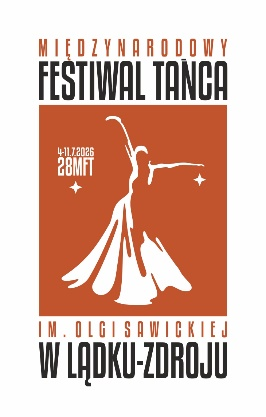 MIĘDZYNARODOWY
FESTIWAL TAŃCA
4-11.7.2026
28MFT
IM. OLGI SAWICKIEJ
W LĄDKU-ZDROJU